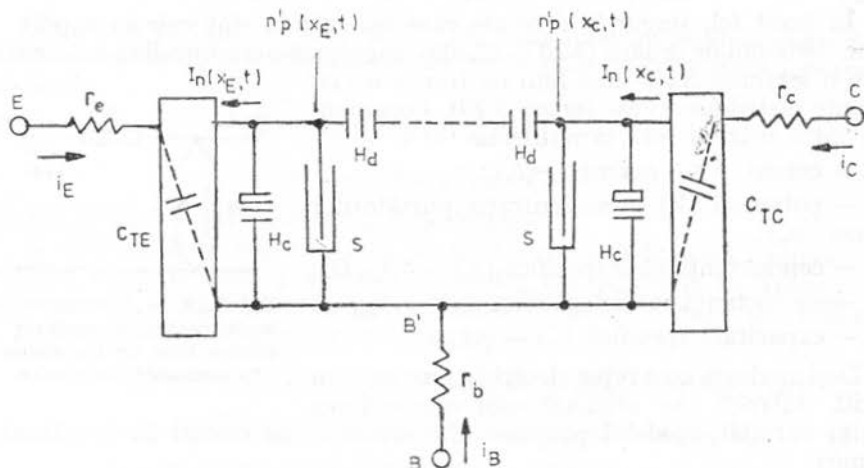 n'p (xE, t) n'p (xC, t)
In (xE, t) In (xC, t)
E re rc C
Hd Hd
iE iC
CTE Hc S S Hc CTC
B'
rb
B iB